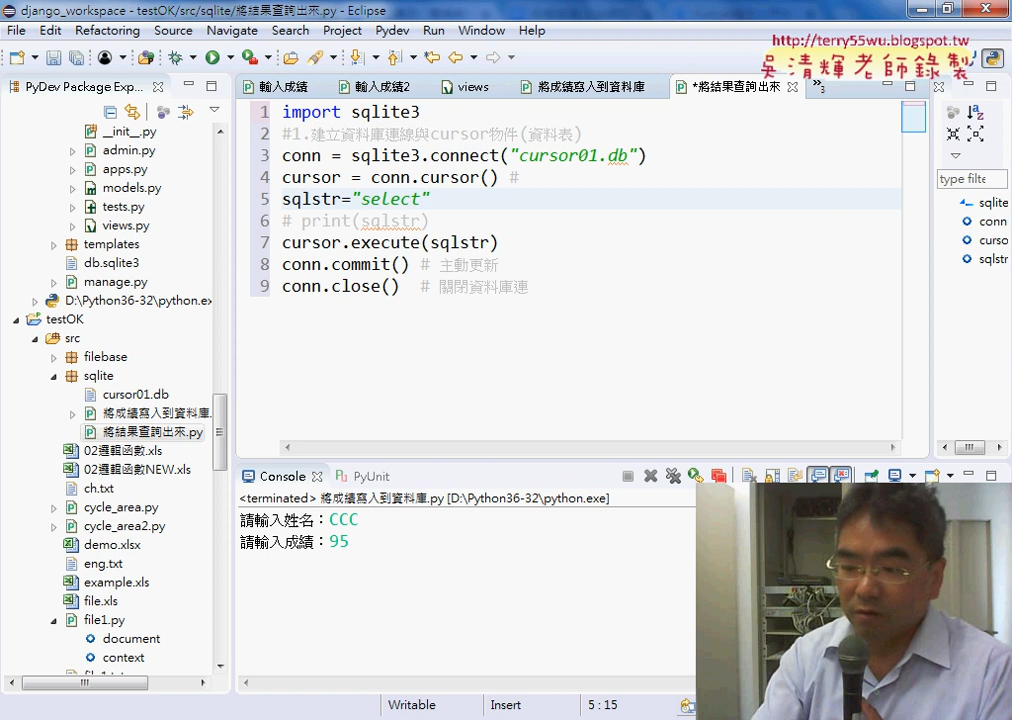 django_workspace - testOK/src/sqlite/將結果查詢出來.py - Eclipse
File Edit Refactoring Source Navigate Search Project Pydev Run Window Help
http://terry55wu.blogspot.tw
吳清輝老師錄製
PyDev Package Exp...
輸入成績
輸入成績2
views
將成績寫入到資料庫
*將結果查詢出來
»3
__init__.py
admin.py
apps.py
models.py
tests.py
views.py
templates
db.sqlite3
manage.py
D:\Python36-32\python.ex
testOK
src
filebase
sqlite
cursor01.db
將成績寫入到資料庫.
將結果查詢出來.py
02邏輯函數.xls
02邏輯函數NEW.xls
ch.txt
cycle_area.py
cycle_area2.py
demo.xlsx
eng.txt
example.xls
file.xls
file1.py
document
context
1 import sqlite3
2 #1.建立資料庫連線與cursor物件(資料表)
3 conn = sqlite3.connect("cursor01.db")
4 cursor = conn.cursor() #
5 sqlstr="select"
6 # print(sqlstr)
7 cursor.execute(sqlstr)
8 conn.commit() # 主動更新
9 conn.close() # 關閉資料庫連
type filte
sqlite
conn
curso
sqlstr
Console
PyUnit
<terminated> 將成績寫入到資料庫.py [D:\Python36-32\python.exe]
請輸入姓名：CCC
請輸入成績：95
Writable
Insert
5 : 15